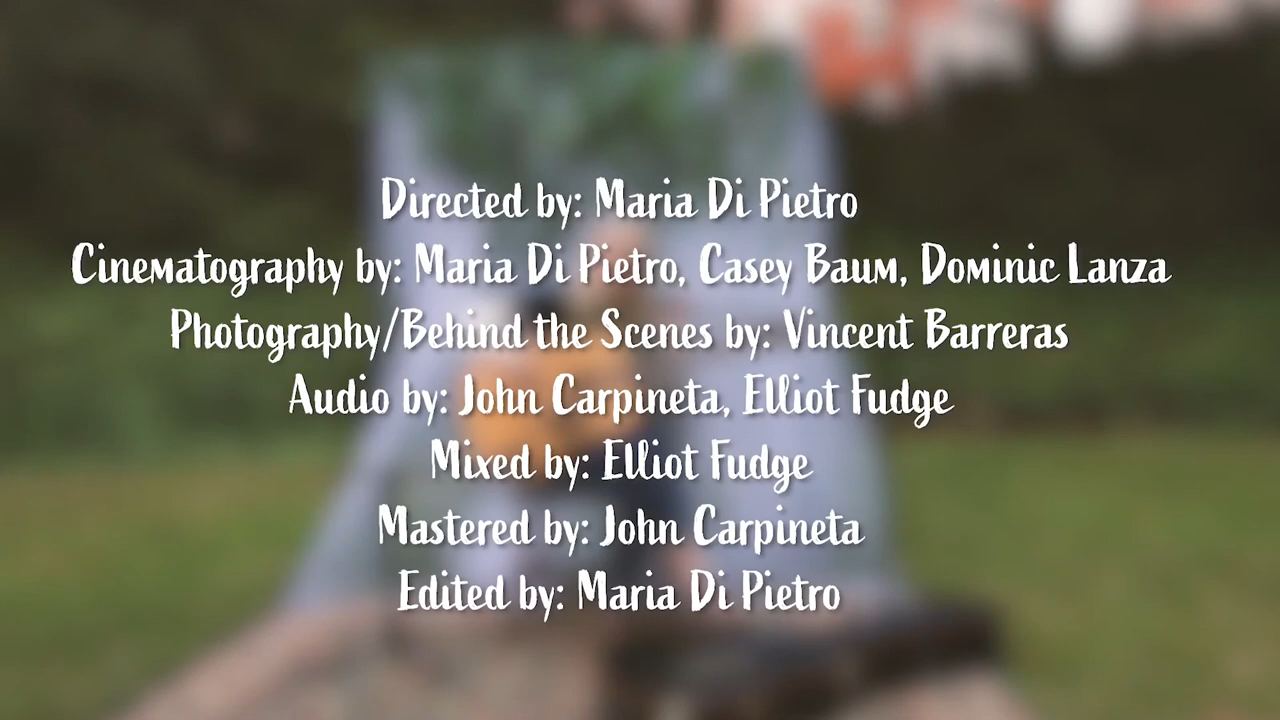 Directed by: Maria Di Pietro
Cinematography by: Maria Di Pietro, Casey Baum, Dominic Lanza
Photography/Behind the Scenes by: Vincent Barreras
Audio by: John Carpineta, Elliot Fudge
Mixed by: Elliot Fudge
Mastered by: John Carpineta
Edited by: Maria Di Pietro